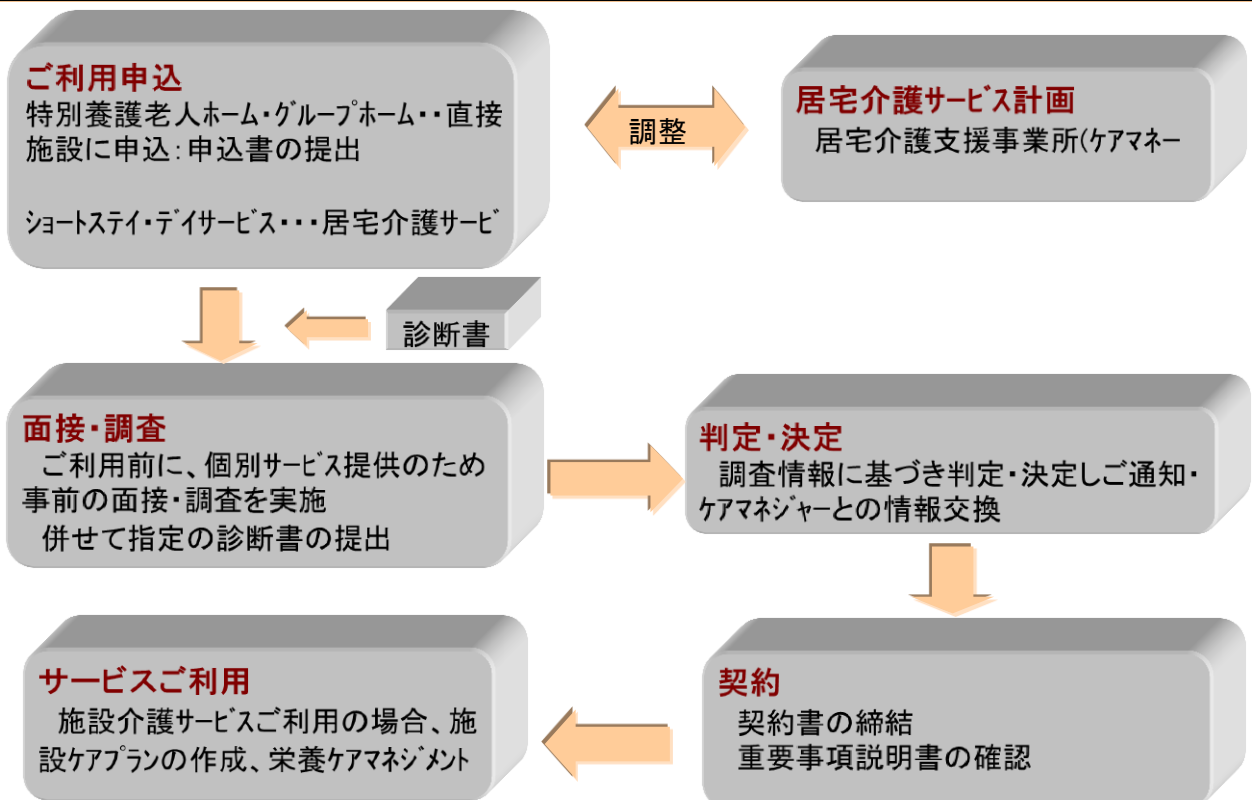 ご利用申込
特別養護老人ホーム・グループホーム・・直接
施設に申込：申込書の提出
ショートステイ・デイサービス・・・居宅介護サービ
調整
居宅介護サービス計画
居宅介護支援事業所(ケアマネー
診断書
面接・調査
ご利用前に、個別サービス提供のため
事前の面接・調査を実施
併せて指定の診断書の提出
判定・決定
調査情報に基づき判定・決定しご通知・
ケアマネジャーとの情報交換
契約
契約書の締結
重要事項説明書の確認
サービスご利用
施設介護サービスご利用の場合、施
設ケアプランの作成、栄養ケアマネジメント